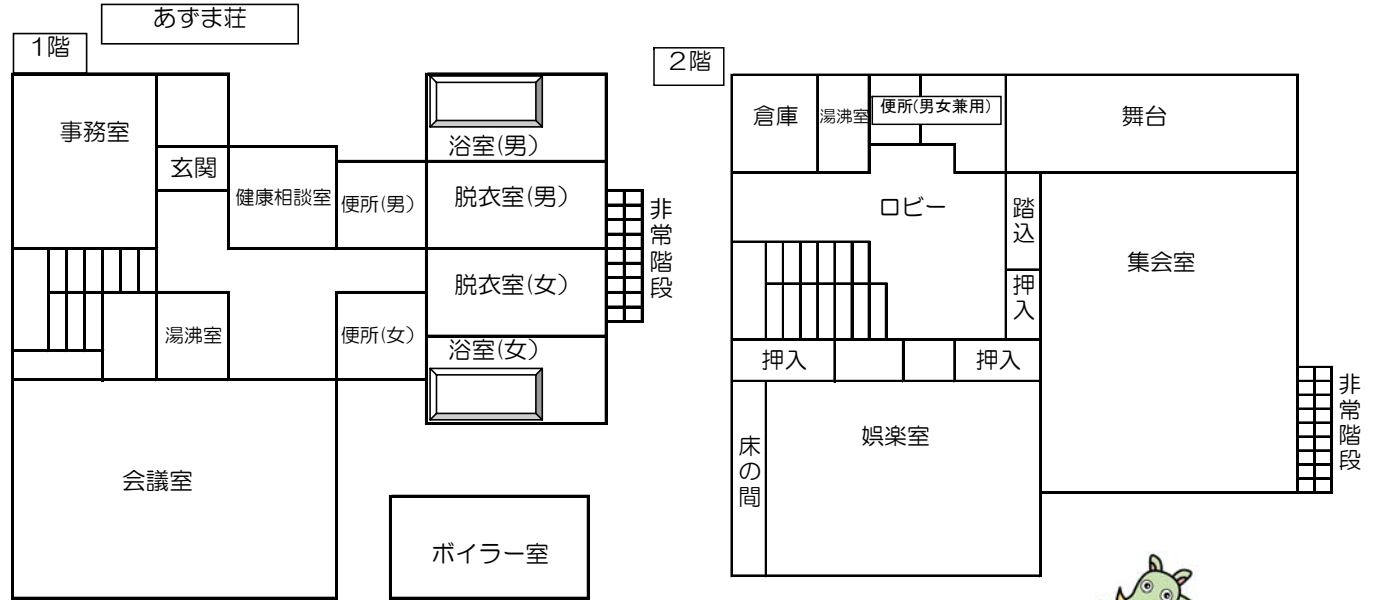 あずま荘
1階
事務室
玄関
健康相談室
便所(男)
浴室(男)
脱衣室(男)
脱衣室(女)
浴室(女)
非常階段
湯沸室
便所(女)
会議室
ボイラー室
2階
倉庫
湯沸室
便所(男女兼用)
舞台
ロビー
踏込
押入
集会室
押入
押入
床の間
娯楽室
非常階段